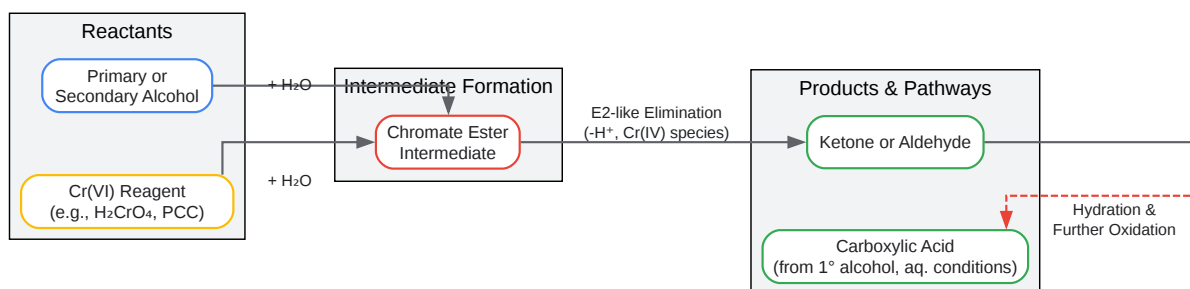 Reactants
Primary or
Secondary Alcohol
Cr(VI) Reagent
(e.g., H₂CrO₄, PCC)
+ H₂O
+ H₂O
Intermediate Formation
Chromate Ester
Intermediate
E2-like Elimination
(-H⁺, Cr(IV) species)
Products & Pathways
Ketone or Aldehyde
Carboxylic Acid
(from 1° alcohol, aq. conditions)
Hydration &
Further Oxidation